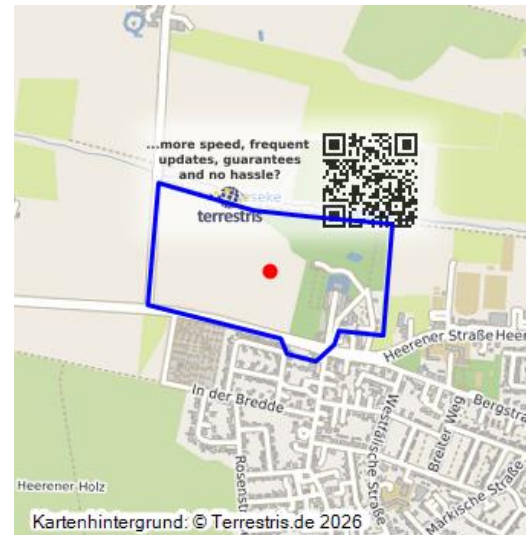 ...more speed, frequent
updates, guarantees
and no hassle?
seke
terrestris
Heerener Straße
Heer
In der Bredde
Bergstra
Westfälische Straße
Breiter Weg
Rosenstr
Märkische Straße
Heerener Holz
Kartenhintergrund: © Terrestris.de 2026